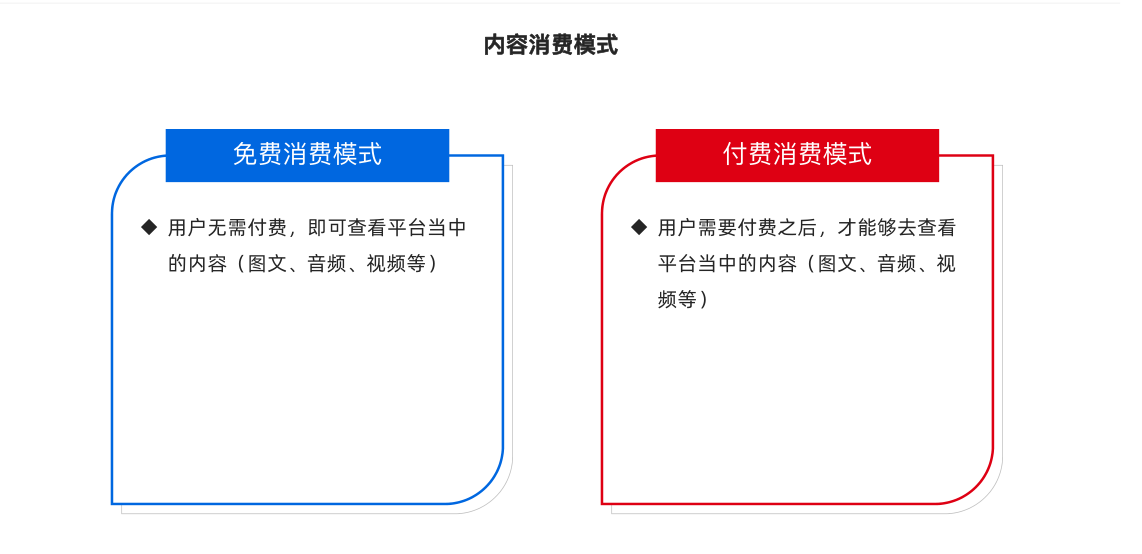 内容消费模式
免费消费模式
◆ 用户无需付费，即可查看平台当中
的内容（图文、音频、视频等）
付费消费模式
◆ 用户需要付费之后，才能够去查看
平台当中的内容（图文、音频、视
频等）